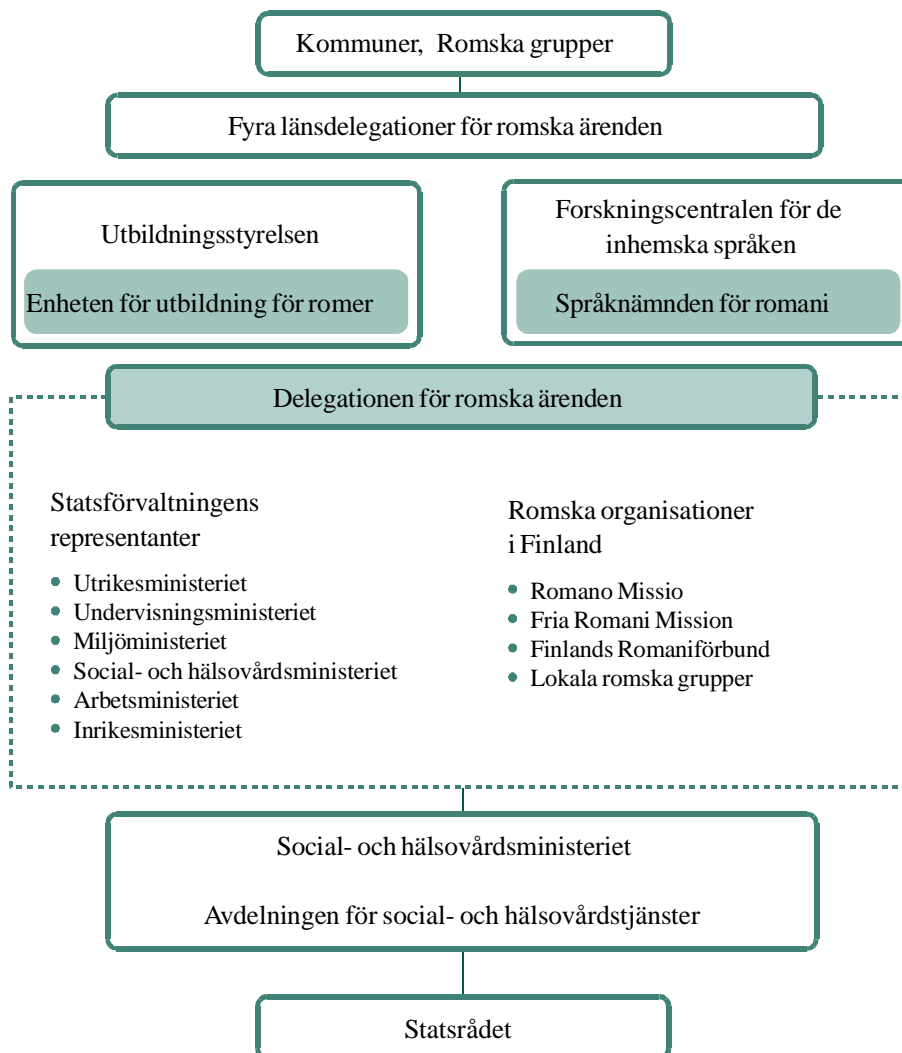 Kommuner, Romska grupper
Fyra länsdelegationer för romska ärenden
Utbildningsstyrelsen
Enheten för utbildning för romer
Forskningscentralen för de
inhemska språken
Språknämnden för romani
Delegationen för romska ärenden
Statsförvaltningens
representanter
• Utrikesministeriet
• Undervisningsministeriet
• Miljöministeriet
• Social- och hälsovårdsministeriet
• Arbetsministeriet
• Inrikesministeriet
Romska organisationer
i Finland
• Romano Missio
• Fria Romani Mission
• Finlands Romaniförbund
• Lokala romska grupper
Social- och hälsovårdsministeriet
Avdelningen för social- och hälsovårdstjänster
Statsrådet